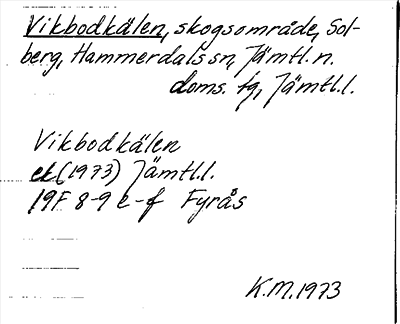 Vikbodkälen, skogsområde, Sol-
berg, Hammerdals sn, Jämtl. n.
doms. fg, Jämtl.l.
Vikbodkälen
ek (1973) Jämtl.l.
19F 8-9 e-f Fyrås
K.M. 1973